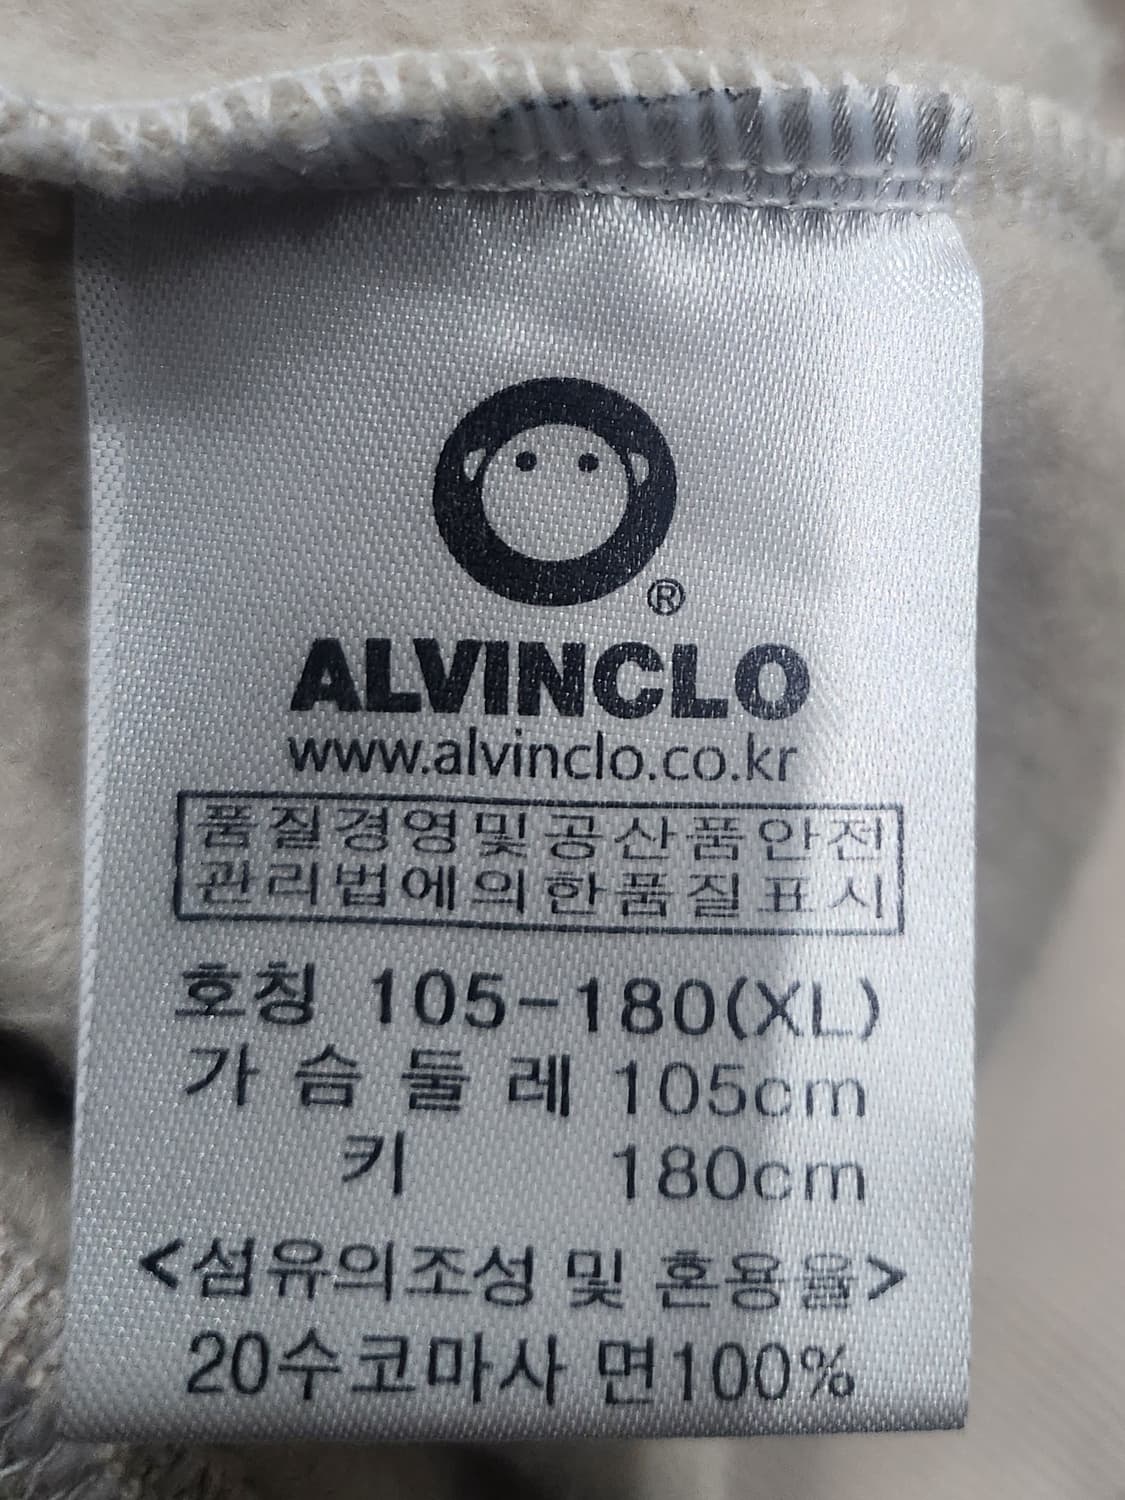 ®
ALVINCLO
www.alvinclo.co.kr
품질경영및공산품안전
관리법에의한품질표시
호칭 105-180(XL)
가 슴 둘 레 105cm
키 180cm
<섬유의조성 및 혼용율>
20수코마사 면100%